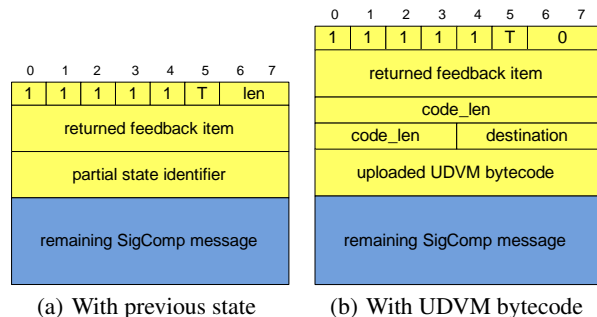 0 1 2 3 4 5 6 7
1 1 1 1 1 T len
returned feedback item
partial state identifier
remaining SigComp message
(a) With previous state
0 1 2 3 4 5 6 7
1 1 1 1 1 T 0
returned feedback item
code_len
code_len destination
uploaded UDVM bytecode
remaining SigComp message
(b) With UDVM bytecode